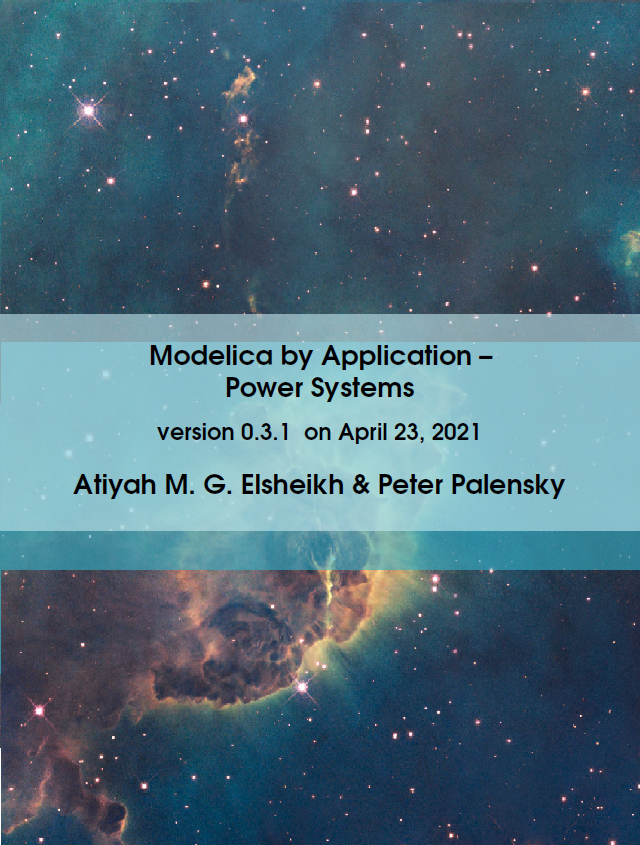 Modelica by Application –
Power Systems
version 0.3.1 on April 23, 2021
Atiyah M. G. Elsheikh & Peter Palensky